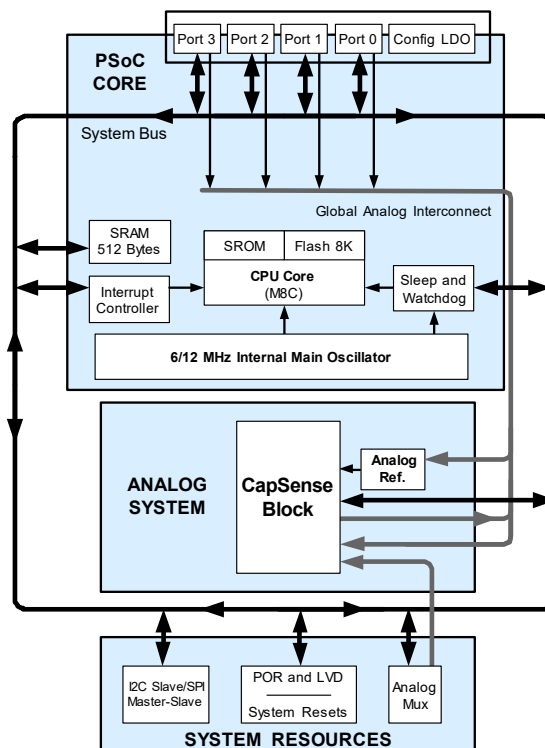 Port 3 Port 2 Port 1 Port 0 Config LDO
PSoC
CORE
System Bus
Global Analog Interconnect
SRAM
512 Bytes
SROM Flash 8K
CPU Core
(M8C)
Interrupt
Controller
Sleep and
Watchdog
6/12 MHz Internal Main Oscillator
ANALOG
SYSTEM
CapSense
Block
Analog
Ref.
I2C Slave/SPI
Master-Slave
POR and LVD
System Resets
Analog
Mux
SYSTEM RESOURCES